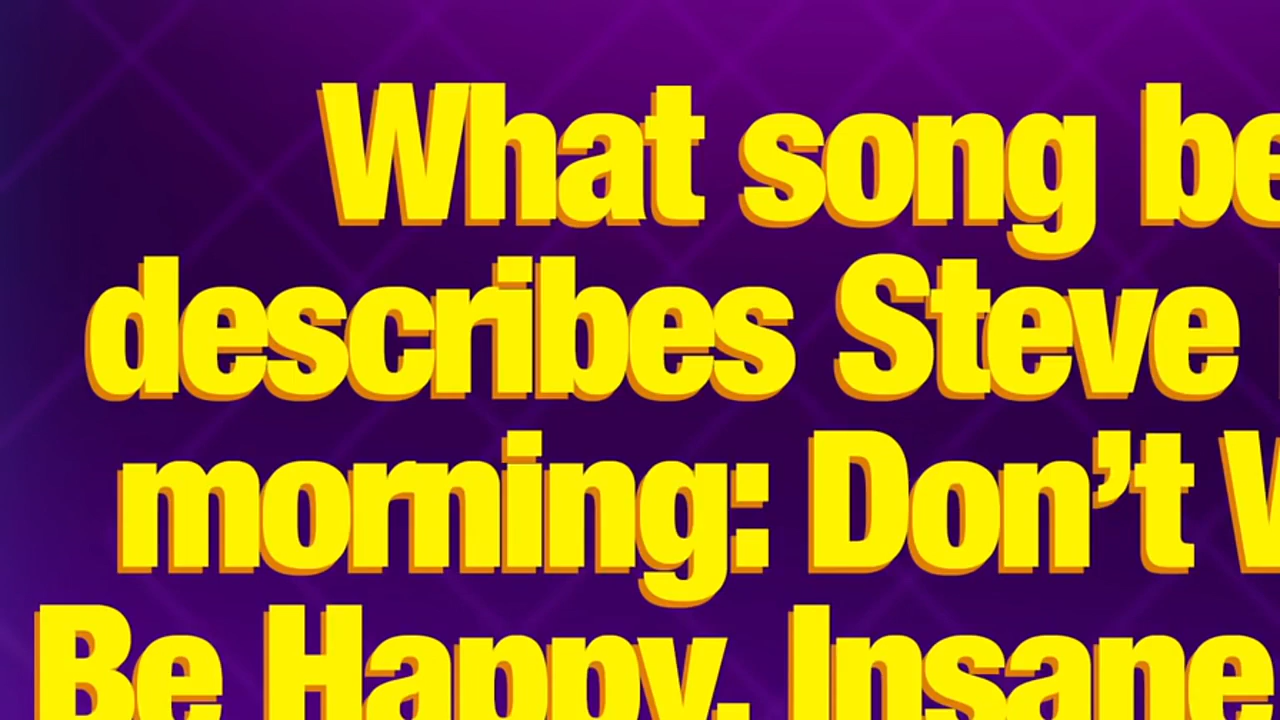 What song be
describes Steve
morning: Don’t W
Be Happy, Insane